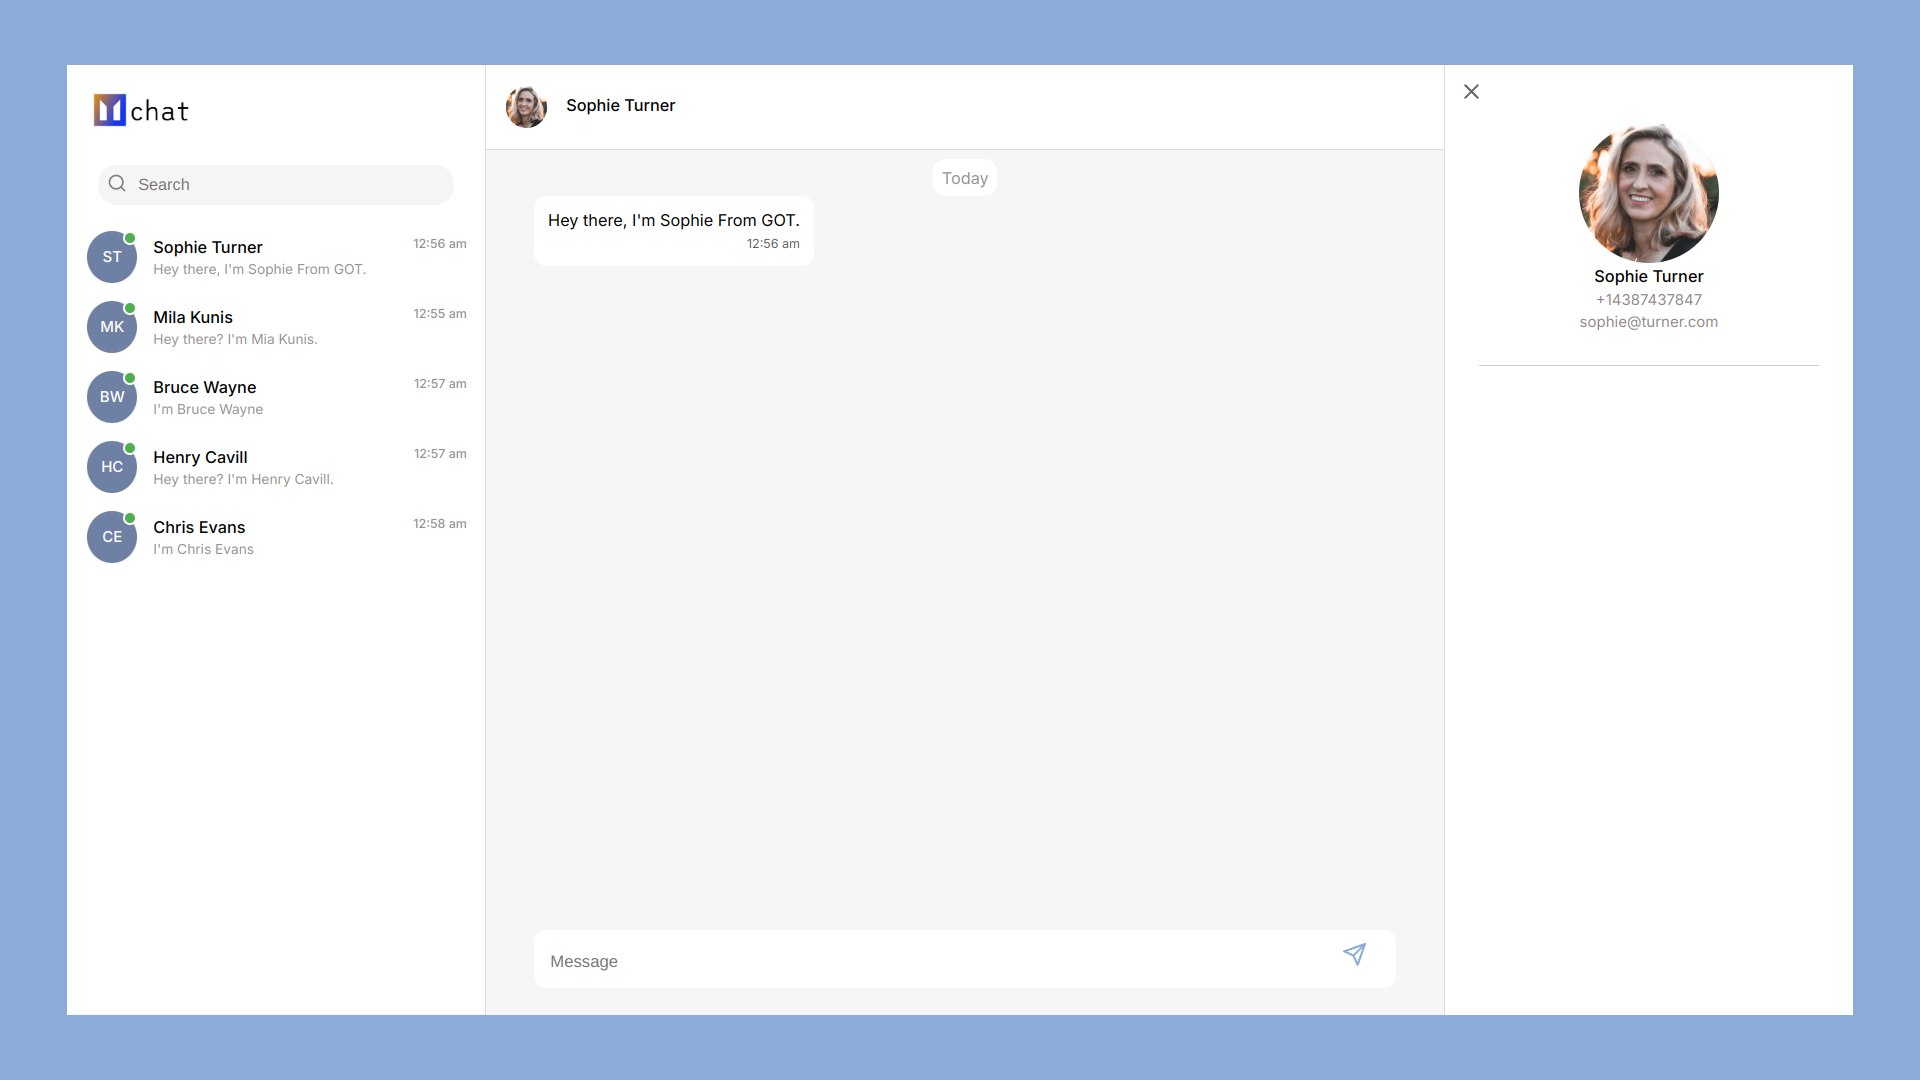 chat
Search
ST
Sophie Turner
12:56 am
Hey there, I'm Sophie From GOT.
MK
Mila Kunis
12:55 am
Hey there? I'm Mia Kunis.
BW
Bruce Wayne
12:57 am
I'm Bruce Wayne
HC
Henry Cavill
12:57 am
Hey there? I'm Henry Cavill.
CE
Chris Evans
12:58 am
I'm Chris Evans
Sophie Turner
Today
Hey there, I'm Sophie From GOT.
12:56 am
Message
Sophie Turner
+14387437847
sophie@turner.com